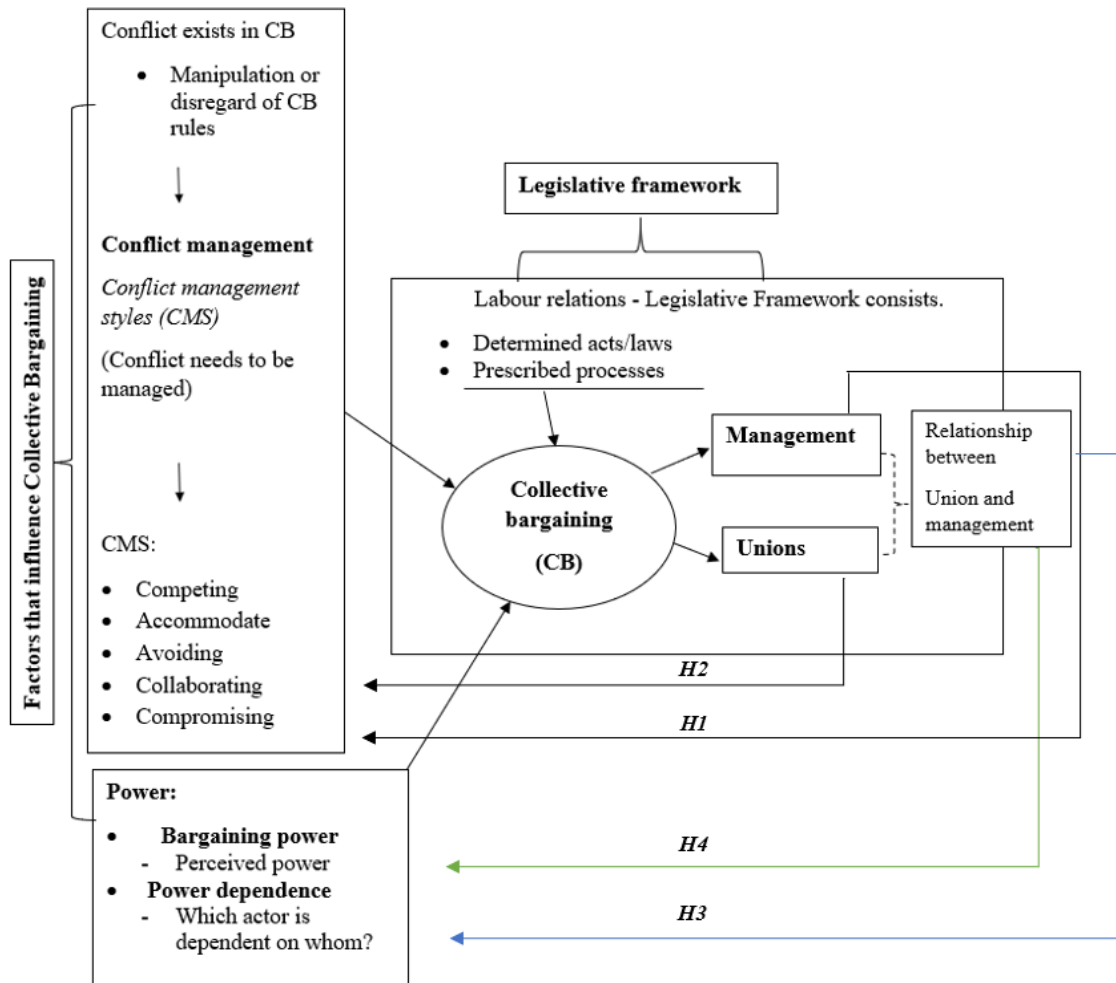 Factors that influence Collective Bargaining
Conflict exists in CB
• Manipulation or
disregard of CB
rules
Conflict management
Conflict management
styles (CMS)
(Conflict needs to be
managed)
CMS:
• Competing
• Accommodate
• Avoiding
• Collaborating
• Compromising
Power:
• Bargaining power
- Perceived power
• Power dependence
- Which actor is
dependent on whom?
Legislative framework
Labour relations - Legislative Framework consists.
• Determined acts/laws
• Prescribed processes
Collective
bargaining
(CB)
Management
Unions
Relationship
between
Union and
management
H2
H1
H4
H3